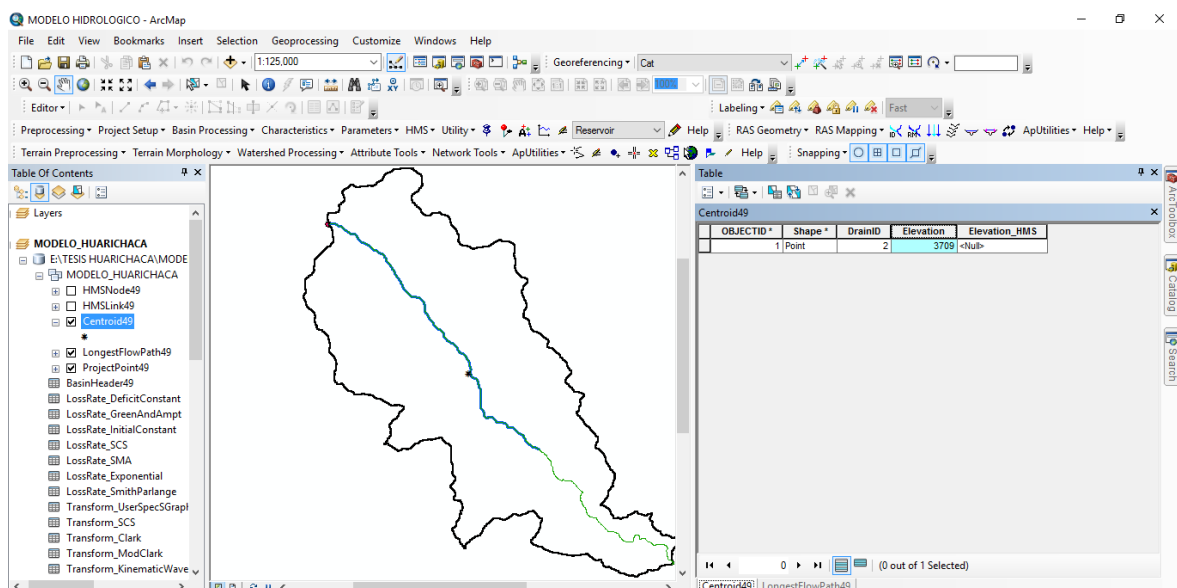 MODELO HIDROLOGICO - ArcMap
File Edit View Bookmarks Insert Selection Geoprocessing Customize Windows Help
1:125,000 Georeferencing Cat
100%
Editor Labeling Fast
Preprocessing Project Setup Basin Processing Characteristics Parameters HMS Utility Reservoir Help RAS Geometry RAS Mapping ApUtilities Help
Terrain Preprocessing Terrain Morphology Watershed Processing Attribute Tools Network Tools ApUtilities Help Snapping
Table Of Contents
Layers
MODELO_HUARICHACA
E:\TESIS HUARICHACA\MODE
MODELO_HUARICHACA
HMSNode49
HMSLink49
Centroid49
LongestFlowPath49
ProjectPoint49
BasinHeader49
LossRate_DeficitConstant
LossRate_GreenAndAmpt
LossRate_InitialConstant
LossRate_SCS
LossRate_SMA
LossRate_Exponential
LossRate_SmithParlange
Transform_UserSpecSGraph
Transform_SCS
Transform_Clark
Transform_ModClark
Transform_KinematicWave
Table
Centroid49
OBJECTID * Shape * DrainID Elevation Elevation_HMS
1 Point 2 3709 <Null>
0 (0 out of 1 Selected)
Centroid49 LongestFlowPath49
ArcToolbox
Catalog
Search